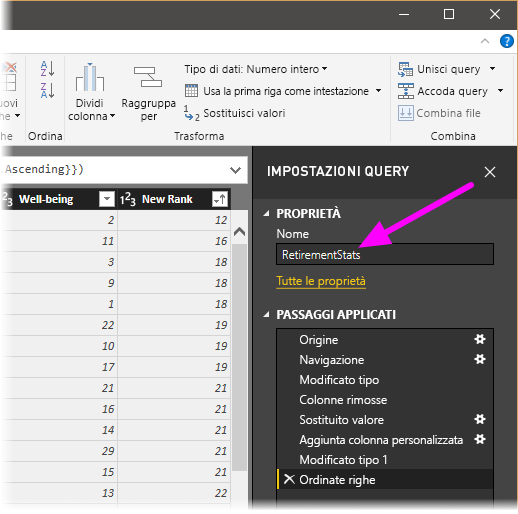 uovi
he
A
Z
Z
A
Ordina
Dividi
colonna
Raggruppa
per
Tipo di dati: Numero intero
Usa la prima riga come intestazione
1
2 Sostituisci valori
Trasforma
Unisci query
Accoda query
Combina file
Combina
?
.Ascending}})
23 Well-being 123 New Rank
2 12
11 16
3 18
9 18
1 18
22 19
10 19
17 19
21 21
16 21
14 21
29 21
15 21
13 22
IMPOSTAZIONI QUERY
PROPRIETÀ
Nome
RetirementStats
Tutte le proprietà
PASSAGGI APPLICATI
Origine
Navigazione
Modificato tipo
Colonne rimosse
Sostituito valore
Aggiunta colonna personalizzata
Modificato tipo 1
Ordinate righe